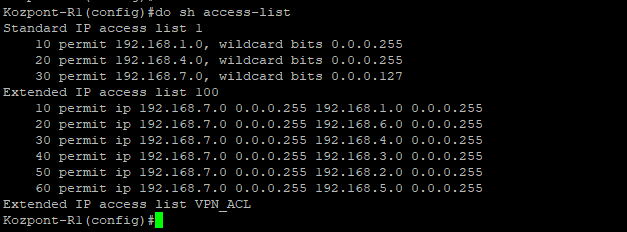 Kozpont-R1(config)#do sh access-list
Standard IP access list 1
    10 permit 192.168.1.0, wildcard bits 0.0.0.255
    20 permit 192.168.4.0, wildcard bits 0.0.0.255
    30 permit 192.168.7.0, wildcard bits 0.0.0.127
Extended IP access list 100
    10 permit ip 192.168.7.0 0.0.0.255 192.168.1.0 0.0.0.255
    20 permit ip 192.168.7.0 0.0.0.255 192.168.6.0 0.0.0.255
    30 permit ip 192.168.7.0 0.0.0.255 192.168.4.0 0.0.0.255
    40 permit ip 192.168.7.0 0.0.0.255 192.168.3.0 0.0.0.255
    50 permit ip 192.168.7.0 0.0.0.255 192.168.2.0 0.0.0.255
    60 permit ip 192.168.7.0 0.0.0.255 192.168.5.0 0.0.0.255
Extended IP access list VPN_ACL
Kozpont-R1(config)#